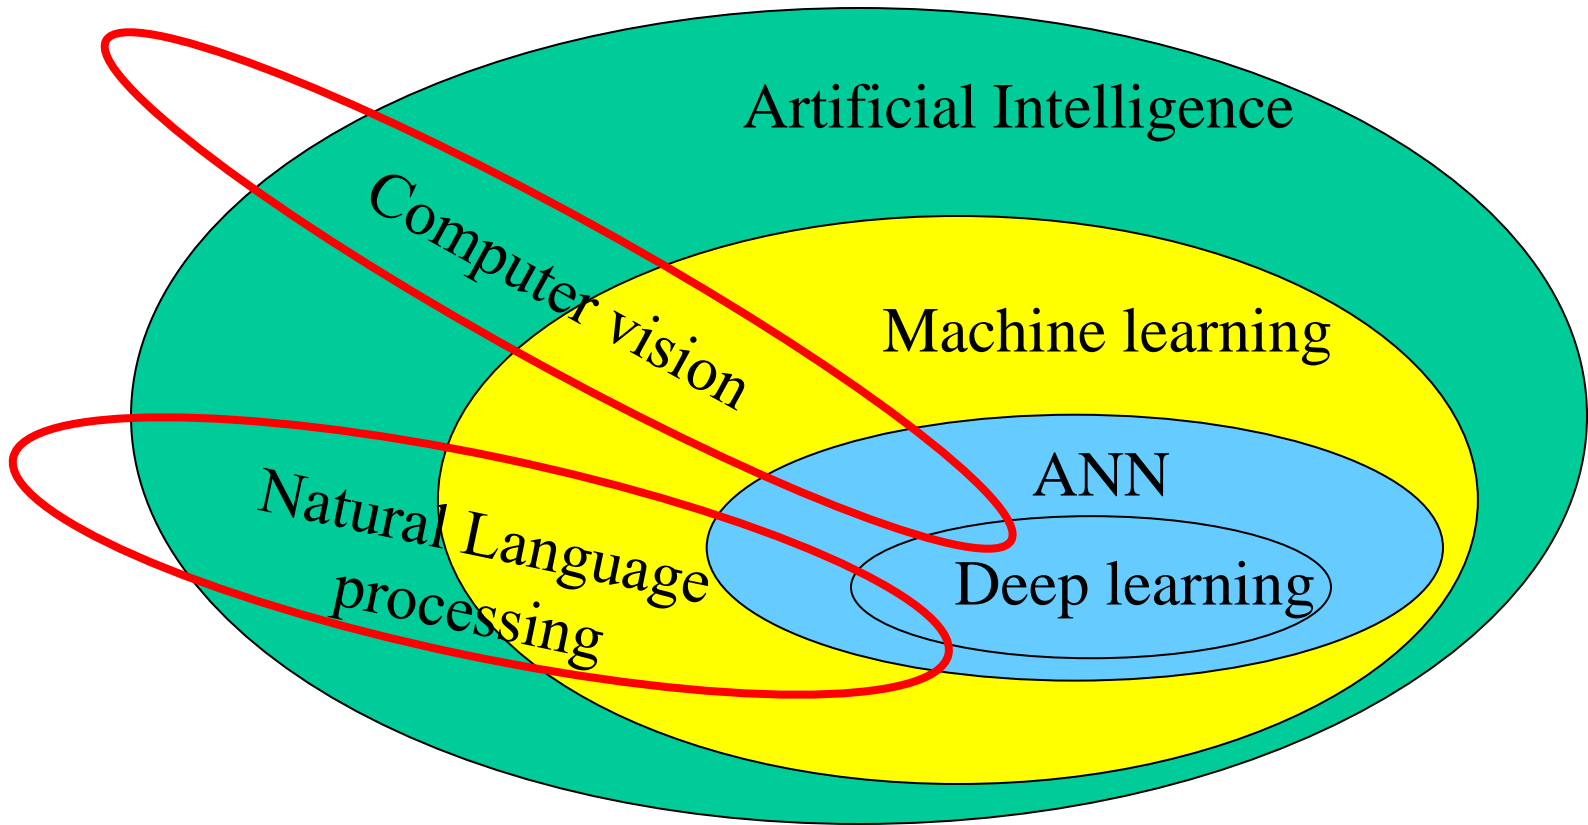 Artificial Intelligence
Computer vision
Machine learning
ANN
Natural Language
processing
Deep learning